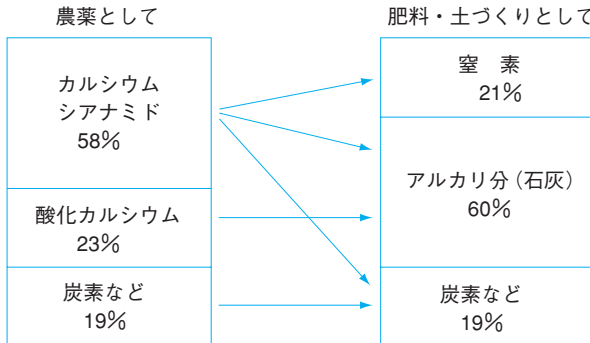 農薬として
カルシウム
シアナミド
58%
酸化カルシウム
23%
炭素など
19%
肥料・土づくりとして
窒 素
21%
アルカリ分(石灰)
60%
炭素など
19%